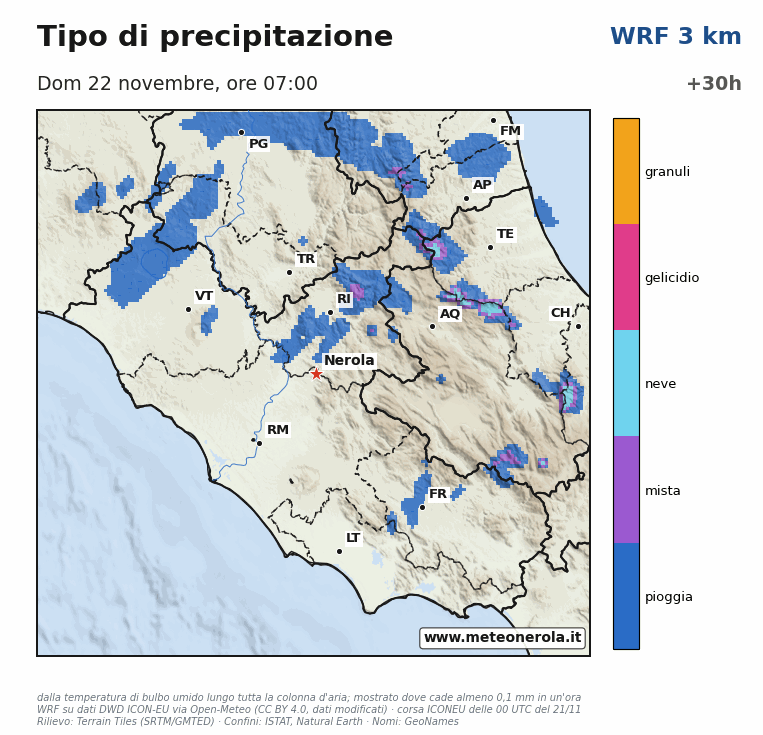 Tipo di precipitazione
WRF 3 km
Dom 22 novembre, ore 07:00
+30h
FM
PG
AP
TE
TR
RI
VT
AQ
CH
Nerola
RM
FR
LT
www.meteonerola.it
granuli
gelicidio
neve
mista
pioggia
dalla temperatura di bulbo umido lungo tutta la colonna d'aria; mostrato dove cade almeno 0,1 mm in un'ora
WRF su dati DWD ICON-EU via Open-Meteo (CC BY 4.0, dati modificati) · corsa ICONEU delle 00 UTC del 21/11
Rilievo: Terrain Tiles (SRTM/GMTED) · Confini: ISTAT, Natural Earth · Nomi: GeoNames